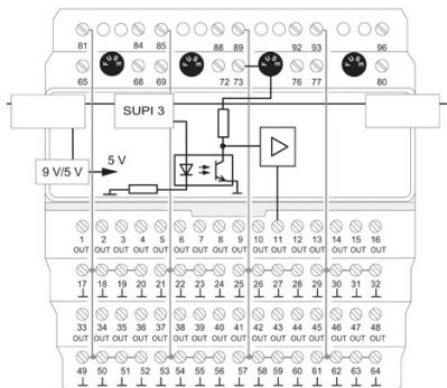 81 84 85 88 89 92 93 96
FUSE FUSE FUSE FUSE
65 68 69 72 73 76 77 80
SUPI 3
9 V/5 V 5 V
1 2 3 4 5 6 7 8 9 10 11 12 13 14 15 16
OUT OUT OUT OUT OUT OUT OUT OUT OUT OUT OUT OUT OUT OUT OUT OUT
17 18 19 20 21 22 23 24 25 26 27 28 29 30 31 32
33 34 35 36 37 38 39 40 41 42 43 44 45 46 47 48
OUT OUT OUT OUT OUT OUT OUT OUT OUT OUT OUT OUT OUT OUT OUT OUT
49 50 51 52 53 54 55 56 57 58 59 60 61 62 63 64